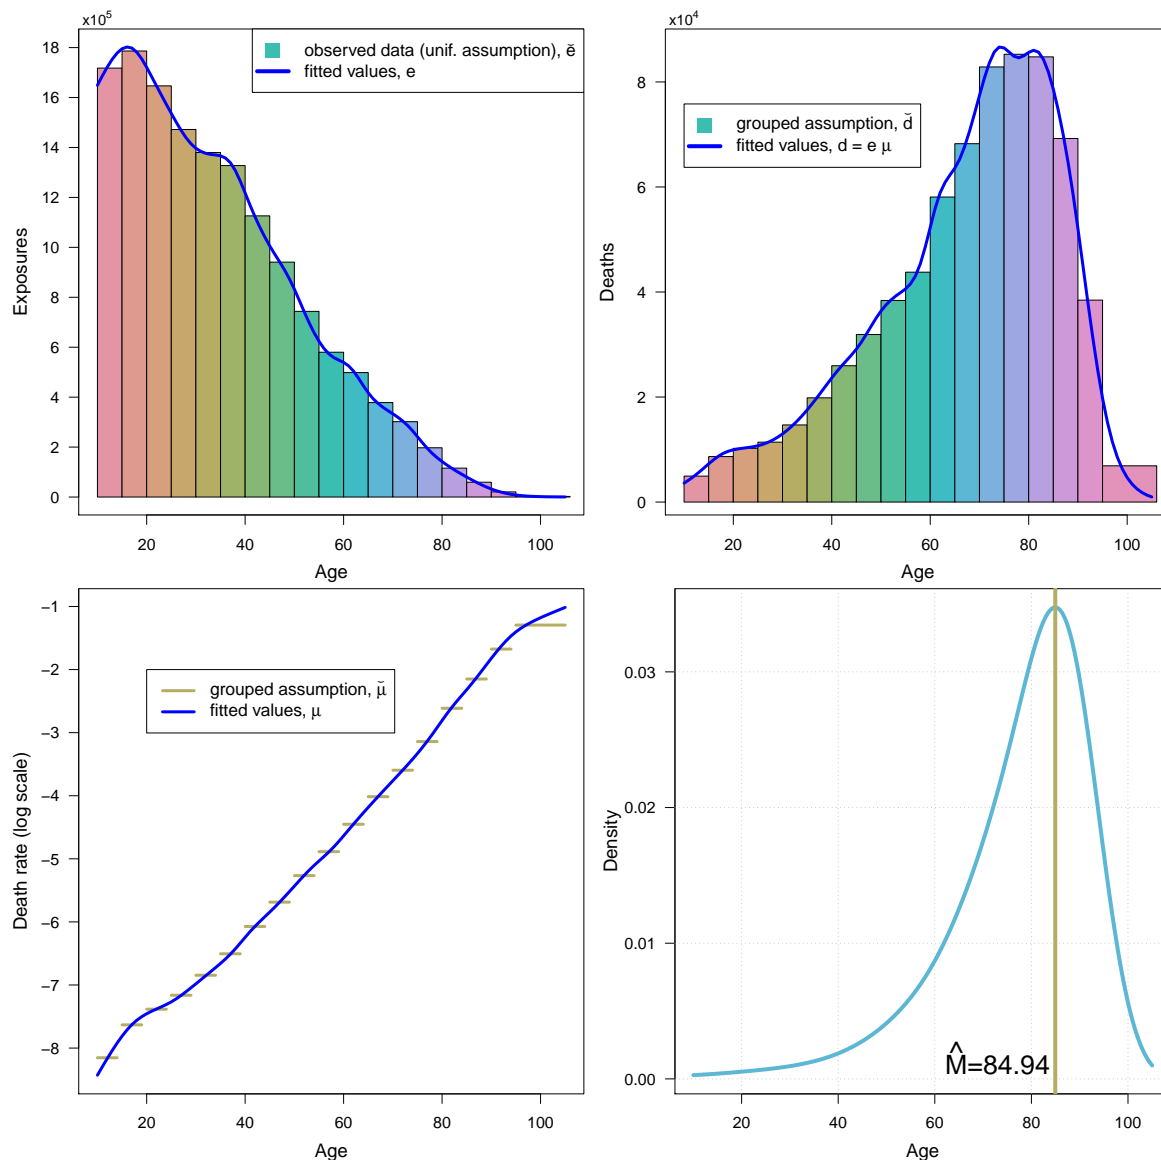 x10⁵
18
16
14
12
10
8
6
4
2
0
Exposures
observed data (unif. assumption), ĕ
fitted values, e
20 40 60 80 100
Age
x10⁴
8
6
4
2
0
Deaths
grouped assumption, d̆
fitted values, d = e μ
20 40 60 80 100
Age
−1
−2
−3
−4
−5
−6
−7
−8
Death rate (log scale)
grouped assumption, μ̆
fitted values, μ
20 40 60 80 100
Age
0.03
0.02
0.01
0.00
Density
M̂=84.94
20 40 60 80 100
Age